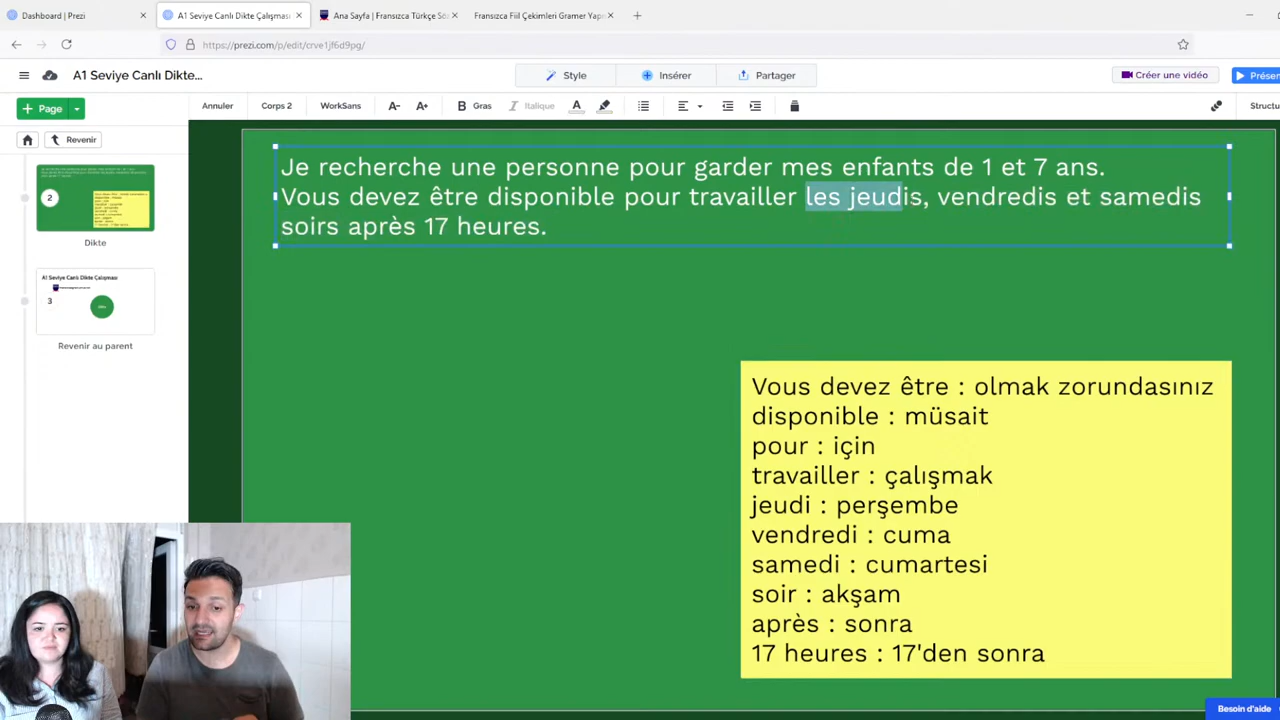 Dashboard | Prezi
A1 Seviye Canlı Dikte Çalışması
Ana Sayfa | Fransızca Türkçe Sö
Fransızca Fiil Çekimleri Gramer Yapı
https://prezi.com/p/edit/crve1jf6d9pg/
A1 Seviye Canlı Dikte...
Style
Insérer
Partager
Créer une vidéo
Présen
Page
Annuler
Corps 2
WorkSans
A-
A+
B Gras
I Italique
A
Structu
Revenir
2
Dikte
A1 Seviye Canlı Dikte Çalışması
3
Revenir au parent
Je recherche une personne pour garder mes enfants de 1 et 7 ans.
Vous devez être disponible pour travailler les jeudis, vendredis et samedis
soirs après 17 heures.
Vous devez être : olmak zorundasınız
disponible : müsait
pour : için
travailler : çalışmak
jeudi : perşembe
vendredi : cuma
samedi : cumartesi
soir : akşam
après : sonra
17 heures : 17'den sonra
Besoin d'aide